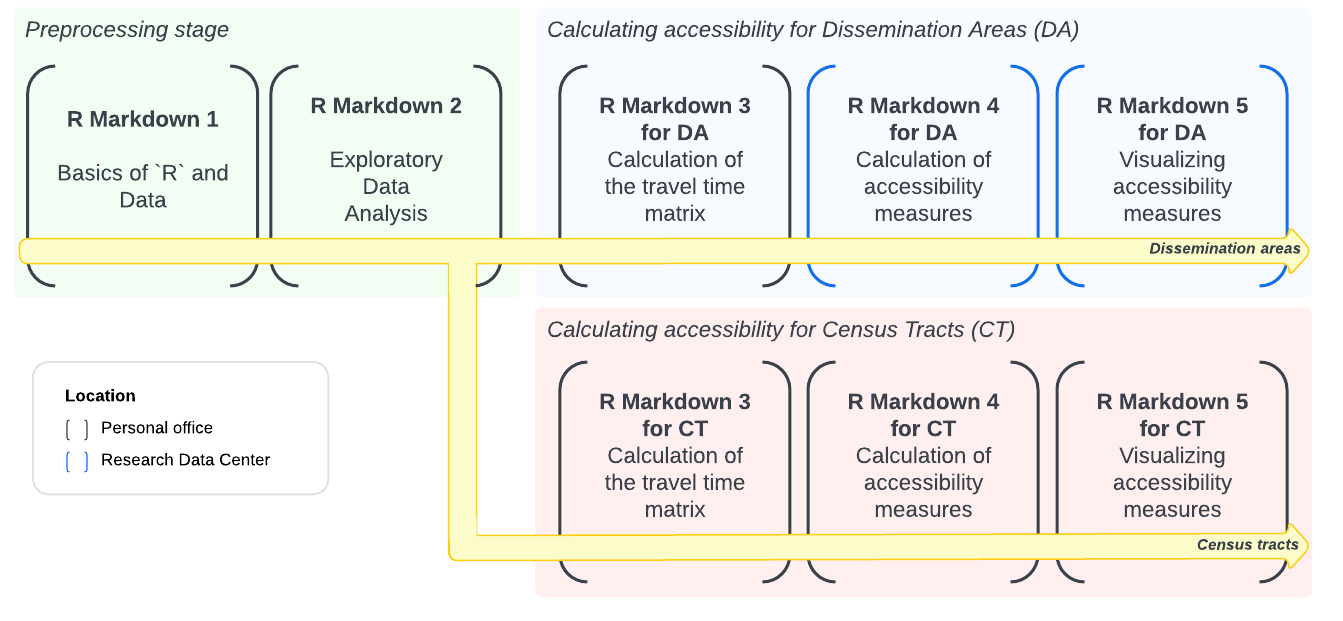 Preprocessing stage
R Markdown 1
Basics of `R` and
Data
R Markdown 2
Exploratory
Data
Analysis
Calculating accessibility for Dissemination Areas (DA)
R Markdown 3
for DA
Calculation of
the travel time
matrix
R Markdown 4
for DA
Calculation of
accessibility
measures
R Markdown 5
for DA
Visualizing
accessibility
measures
Dissemination areas
Calculating accessibility for Census Tracts (CT)
R Markdown 3
for CT
Calculation of
the travel time
matrix
R Markdown 4
for CT
Calculation of
accessibility
measures
R Markdown 5
for CT
Visualizing
accessibility
measures
Census tracts
Location
[ ] Personal office
[ ] Research Data Center